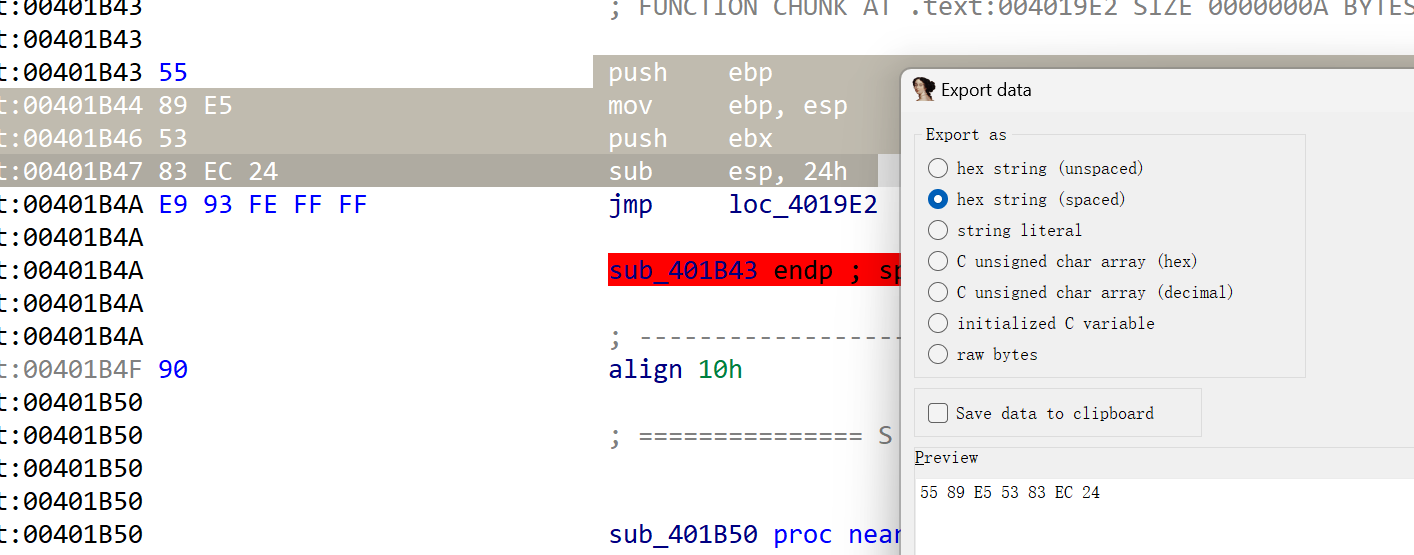 t:00401B43 ; FUNCTION CHUNK AT .text:004019E2 SIZE 0000000A BYTES
t:00401B43
t:00401B43 55 push ebp
t:00401B44 89 E5 mov ebp, esp
t:00401B46 53 push ebx
t:00401B47 83 EC 24 sub esp, 24h
t:00401B4A E9 93 FE FF FF jmp loc_4019E2
t:00401B4A
t:00401B4A sub_401B43 endp ; sp
t:00401B4A
t:00401B4A ; -------------------
t:00401B4F 90 align 10h
t:00401B50
t:00401B50 ; =============== S
t:00401B50
t:00401B50
t:00401B50 sub_401B50 proc near
Export data
Export as
hex string (unspaced)
hex string (spaced)
string literal
C unsigned char array (hex)
C unsigned char array (decimal)
initialized C variable
raw bytes
Save data to clipboard
Preview
55 89 E5 53 83 EC 24